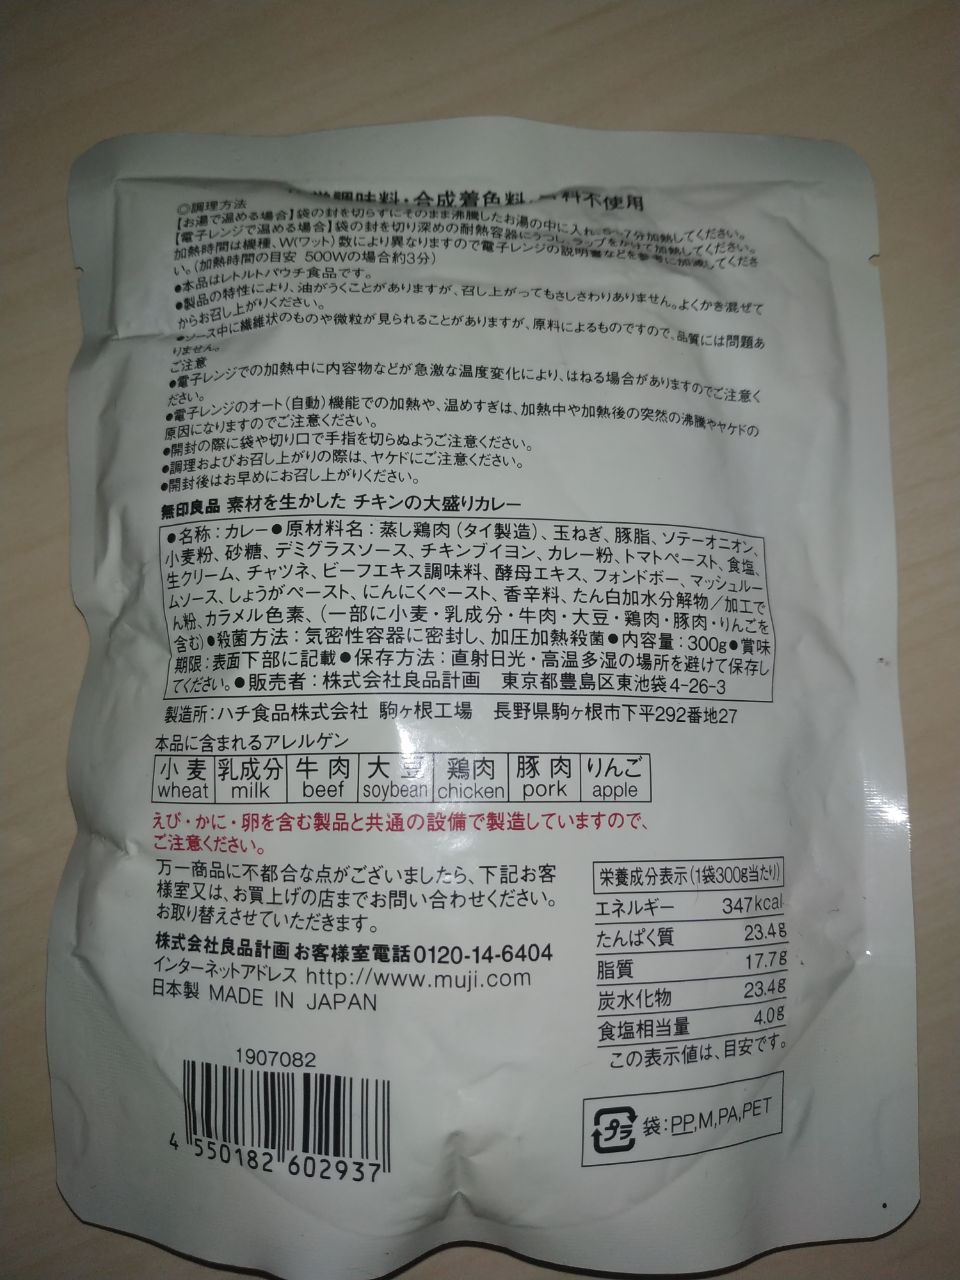 調味料・合成着色料 料不使用
◎調理方法
【お湯で温める場合】袋の封を切らずにそのまま沸騰したお湯の中に入れ、5~7分加熱してください。
【電子レンジで温める場合】袋の封を切り深めの耐熱容器にうつし、ラップをかけて加熱してください。
加熱時間は機種、W(ワット)数により異なりますので電子レンジの説明書などを参考に加減してくださ
い。(加熱時間の目安 500Wの場合約3分)
●本品はレトルトパウチ食品です。
●製品の特性により、油がうくことがありますが、召し上がってもさしさわりありません。よくかき混ぜて
からお召し上がりください。
●ソース中に繊維状のものや微粒が見られることがありますが、原料によるものですので、品質には問題あ
りません。
ご注意
●電子レンジでの加熱中に内容物などが急激な温度変化により、はねる場合がありますのでご注意く
ださい。
●電子レンジのオート(自動)機能での加熱や、温めすぎは、加熱中や加熱後の突然の沸騰やヤケドの
原因になりますのでご注意ください。
●開封の際に袋や切り口で手指を切らぬようご注意ください。
●調理およびお召し上がりの際は、ヤケドにご注意ください。
●開封後はお早めにお召し上がりください。
無印良品 素材を生かした チキンの大盛りカレー
●名称:カレー●原材料名:蒸し鶏肉(タイ製造)、玉ねぎ、豚脂、ソテーオニオン、
小麦粉、砂糖、デミグラスソース、チキンブイヨン、カレー粉、トマトペースト、食塩、
生クリーム、チャツネ、ビーフエキス調味料、酵母エキス、フォンドボー、マッシュルー
ムソース、しょうがペースト、にんにくペースト、香辛料、たん白加水分解物/加工で
ん粉、カラメル色素、(一部に小麦・乳成分・牛肉・大豆・鶏肉・豚肉・りんごを
含む)●殺菌方法:気密性容器に密封し、加圧加熱殺菌●内容量:300g●賞味
期限:表面下部に記載●保存方法:直射日光・高温多湿の場所を避けて保存し
てください。●販売者:株式会社良品計画 東京都豊島区東池袋4-26-3
製造所:ハチ食品株式会社 駒ヶ根工場 長野県駒ヶ根市下平292番地27
本品に含まれるアレルゲン
小麦 乳成分 牛肉 大豆 鶏肉 豚肉 りんご
wheat milk beef soybean chicken pork apple
えび・かに・卵を含む製品と共通の設備で製造していますので、
ご注意ください。
万一商品に不都合な点がございましたら、下記お客
様室又は、お買上げの店までお問い合わせください。
お取り替えさせていただきます。
株式会社良品計画 お客様室電話0120-14-6404
インターネットアドレス http://www.muji.com
日本製 MADE IN JAPAN
栄養成分表示(1袋300g当たり)
エネルギー 347kcal
たんぱく質 23.4g
脂質 17.7g
炭水化物 23.4g
食塩相当量 4.0g
この表示値は、目安です。
1907082
4 550182 602937
プラ 袋:PP,M,PA,PET